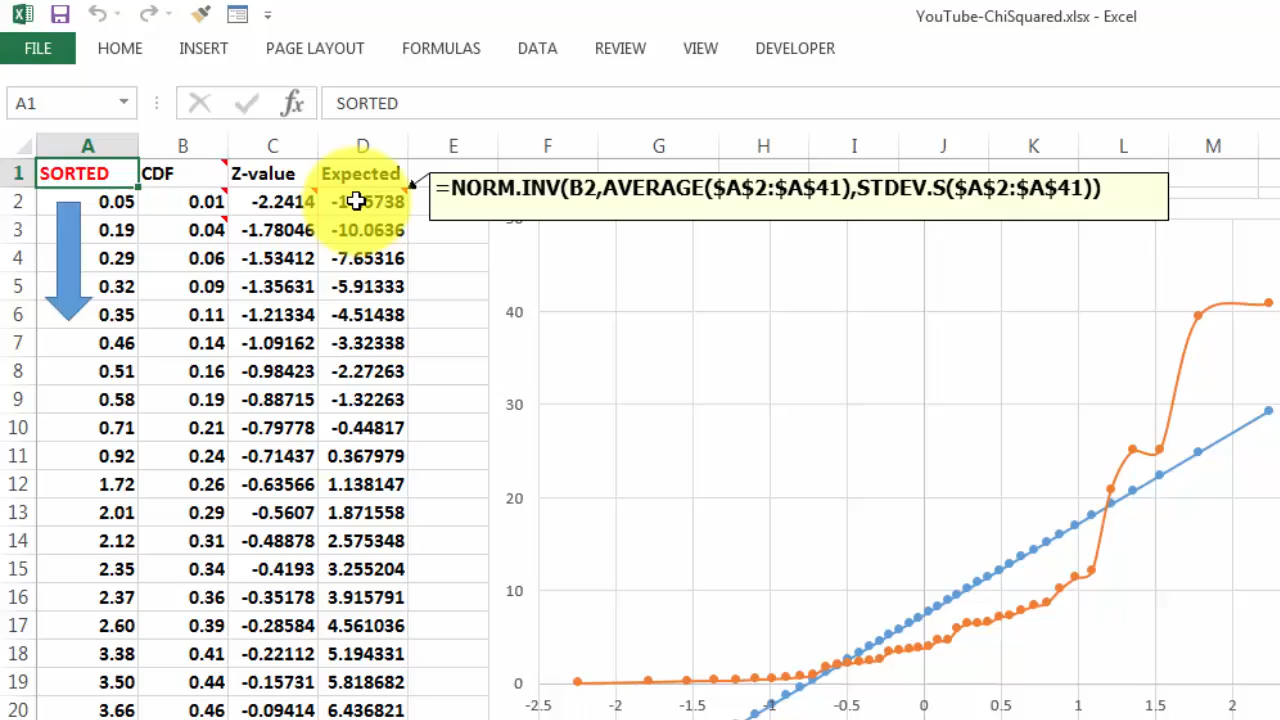 YouTube-ChiSquared.xlsx - Excel
FILE HOME INSERT PAGE LAYOUT FORMULAS DATA REVIEW VIEW DEVELOPER
A1 fx SORTED
A B C D E F G H I J K L M
1 SORTED CDF Z-value Expected
=NORM.INV(B2,AVERAGE($A$2:$A$41),STDEV.S($A$2:$A$41))
2 0.05 0.01 -2.2414
3 0.19 0.04 -1.78046 -10.0636
4 0.29 0.06 -1.53412 -7.65316
5 0.32 0.09 -1.35631 -5.91333
6 0.35 0.11 -1.21334 -4.51438
7 0.46 0.14 -1.09162 -3.32338
8 0.51 0.16 -0.98423 -2.27263
9 0.58 0.19 -0.88715 -1.32263
10 0.71 0.21 -0.79778 -0.44817
11 0.92 0.24 -0.71437 0.367979
12 1.72 0.26 -0.63566 1.138147
13 2.01 0.29 -0.5607 1.871558
14 2.12 0.31 -0.48878 2.575348
15 2.35 0.34 -0.4193 3.255204
16 2.37 0.36 -0.35178 3.915791
17 2.60 0.39 -0.28584 4.561036
18 3.38 0.41 -0.22112 5.194331
19 3.50 0.44 -0.15731 5.818682
20 3.66 0.46 -0.09414 6.436821
40
30
20
10
0
-2.5 -2 -1.5 -1 -0.5 0 0.5 1 1.5 2